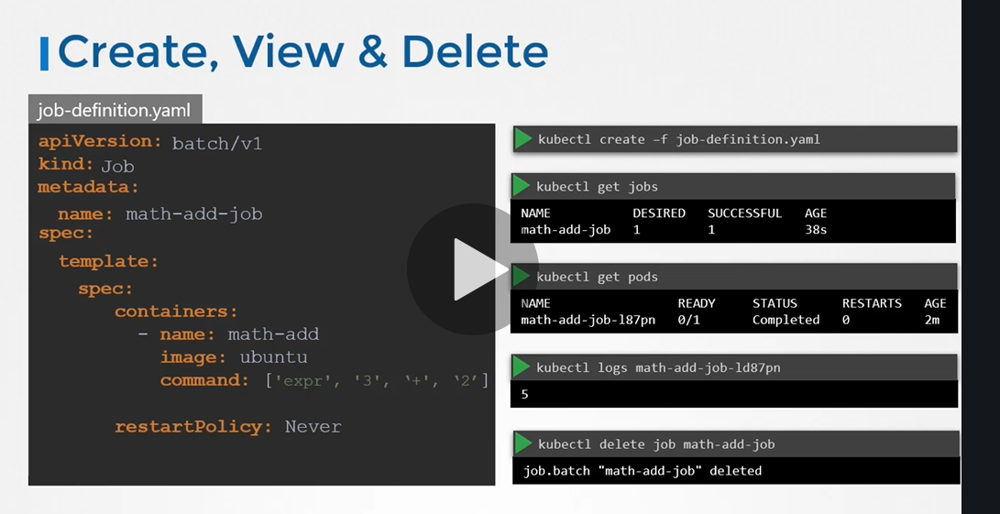 Create, View & Delete
job-definition.yaml
apiVersion: batch/v1
kind: Job
metadata:
name: math-add-job
spec:
template:
spec:
containers:
- name: math-add
image: ubuntu
command: ['expr', '3', ‘+’, ‘2’]
restartPolicy: Never
kubectl create –f job-definition.yaml
kubectl get jobs
NAME DESIRED SUCCESSFUL AGE
math-add-job 1 1 38s
kubectl get pods
NAME READY STATUS RESTARTS AGE
math-add-job-l87pn 0/1 Completed 0 2m
kubectl logs math-add-job-ld87pn
5
kubectl delete job math-add-job
job.batch "math-add-job" deleted